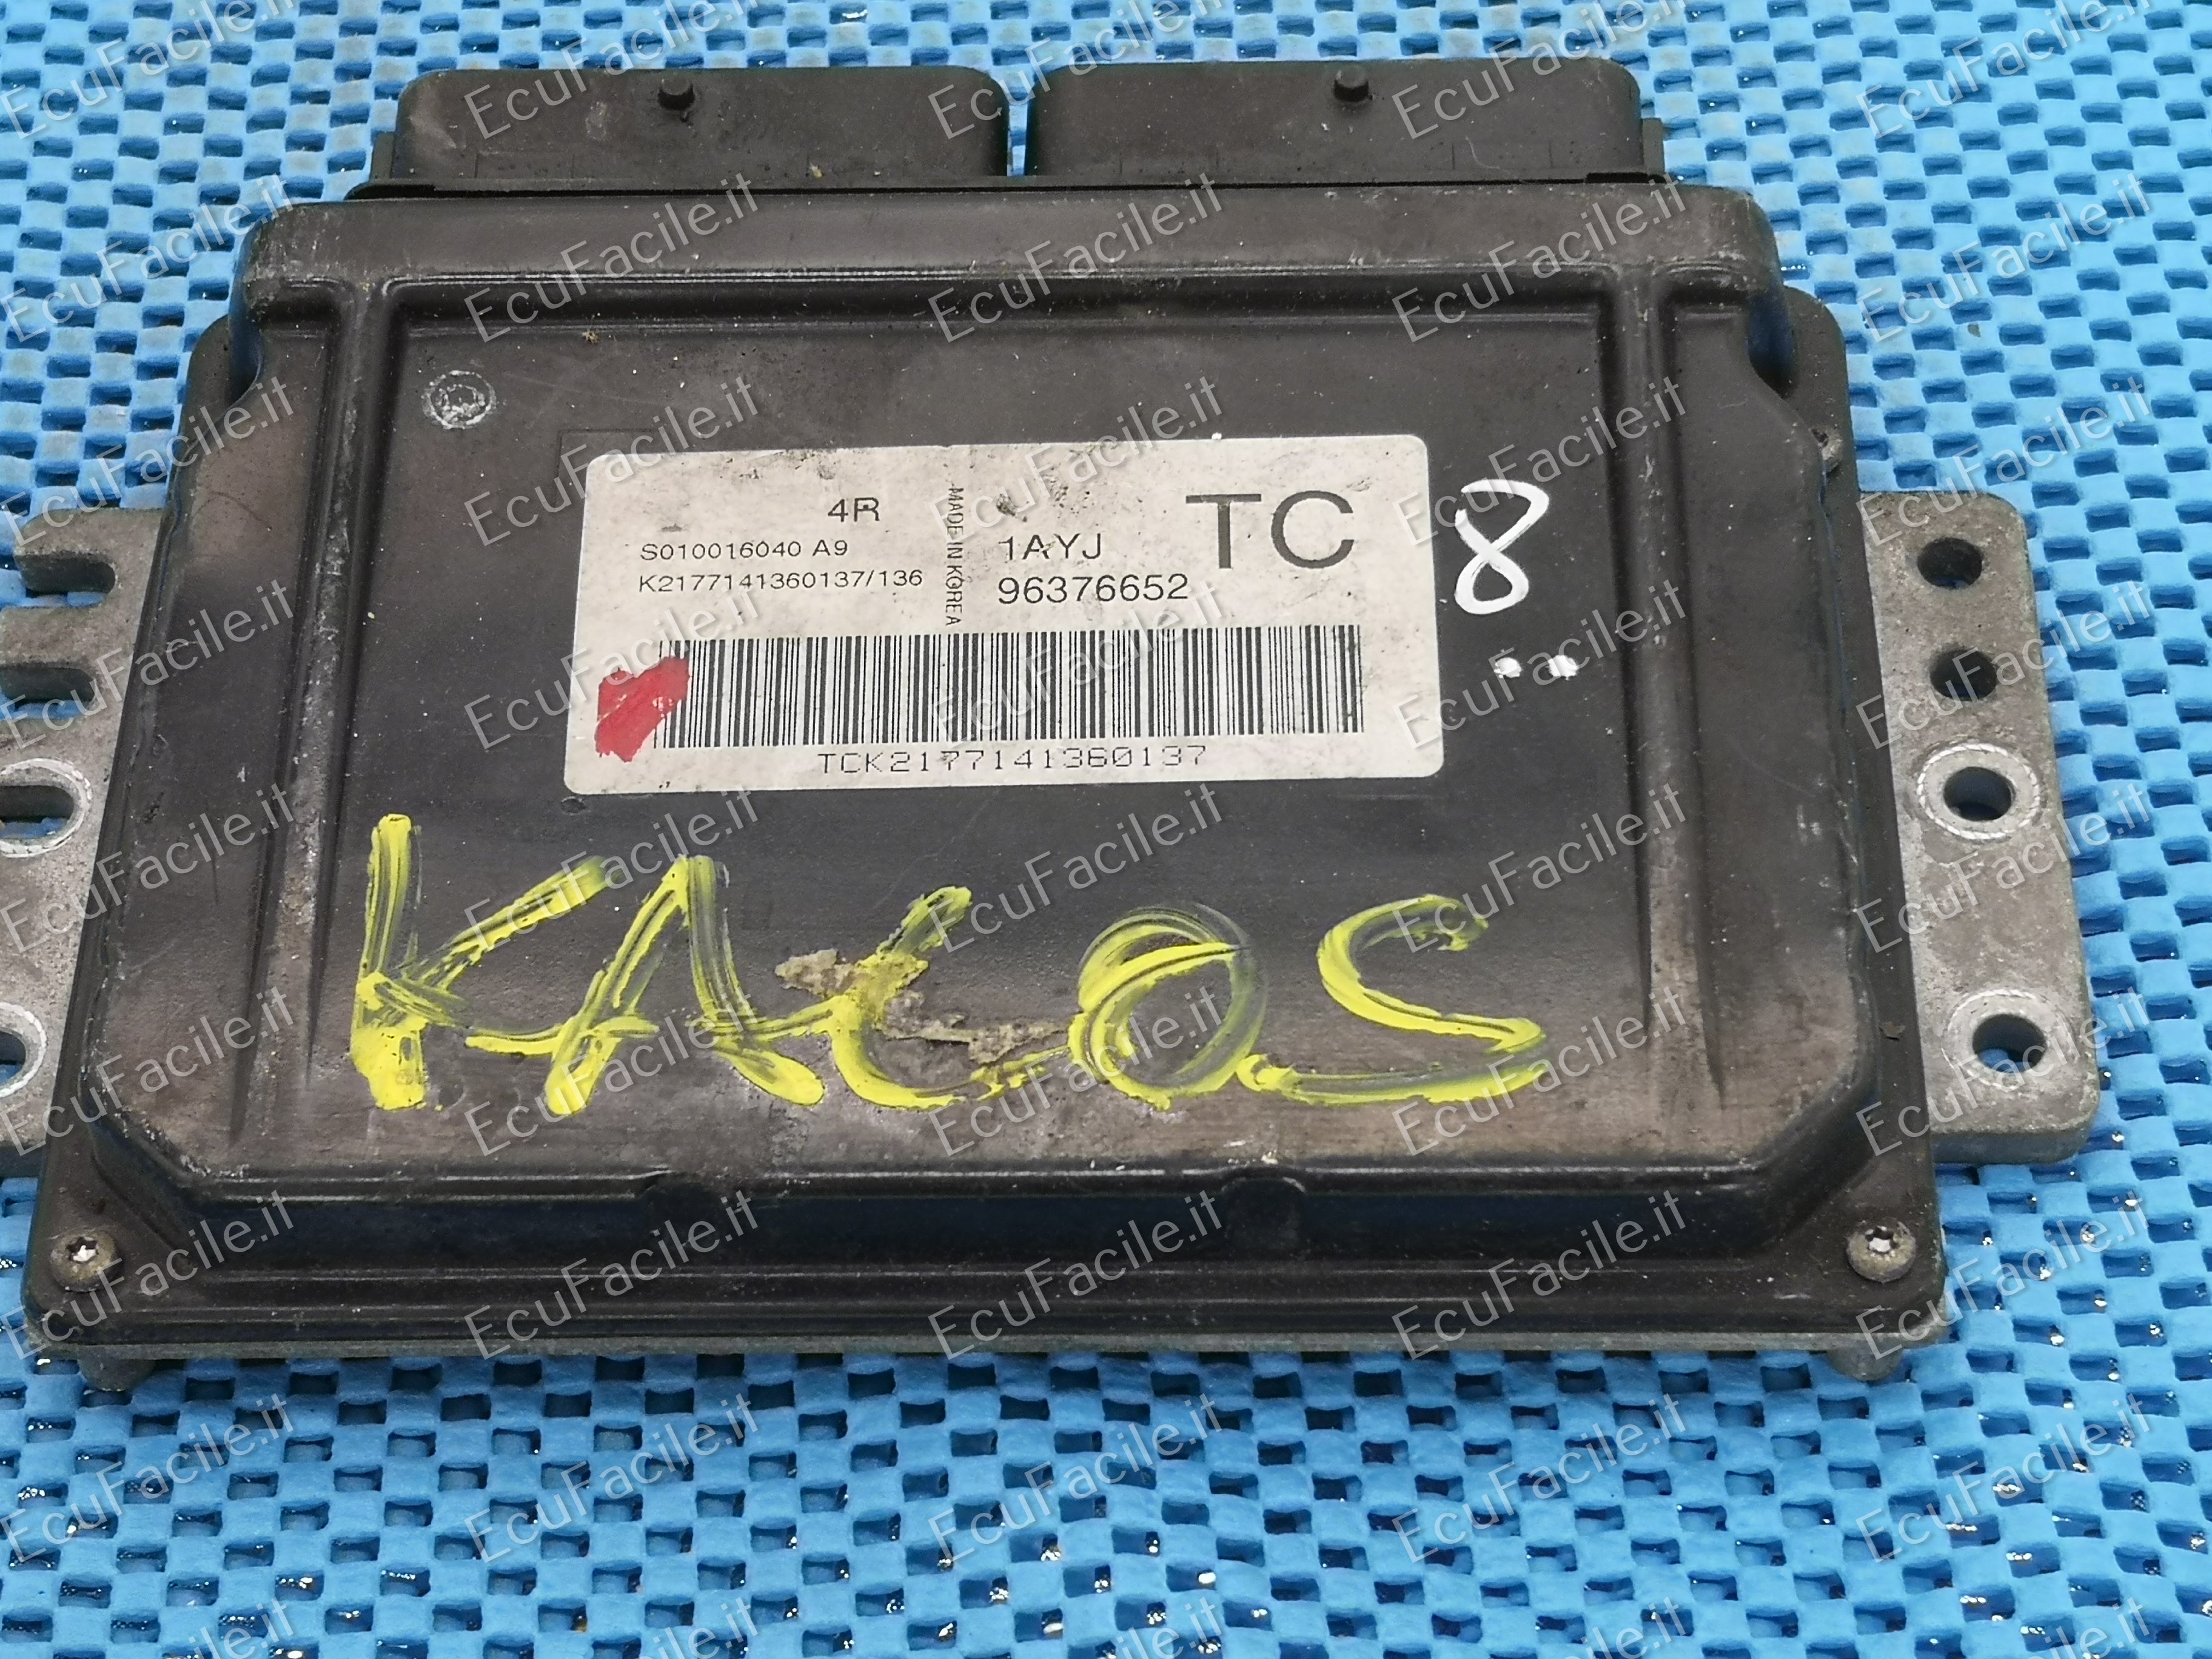 4R
S010016040 A9
K2177141360137/136
MADE IN KOREA
1AYJ
96376652
TC
8
TCK2177141360137
KALOS
EcuFacile.it